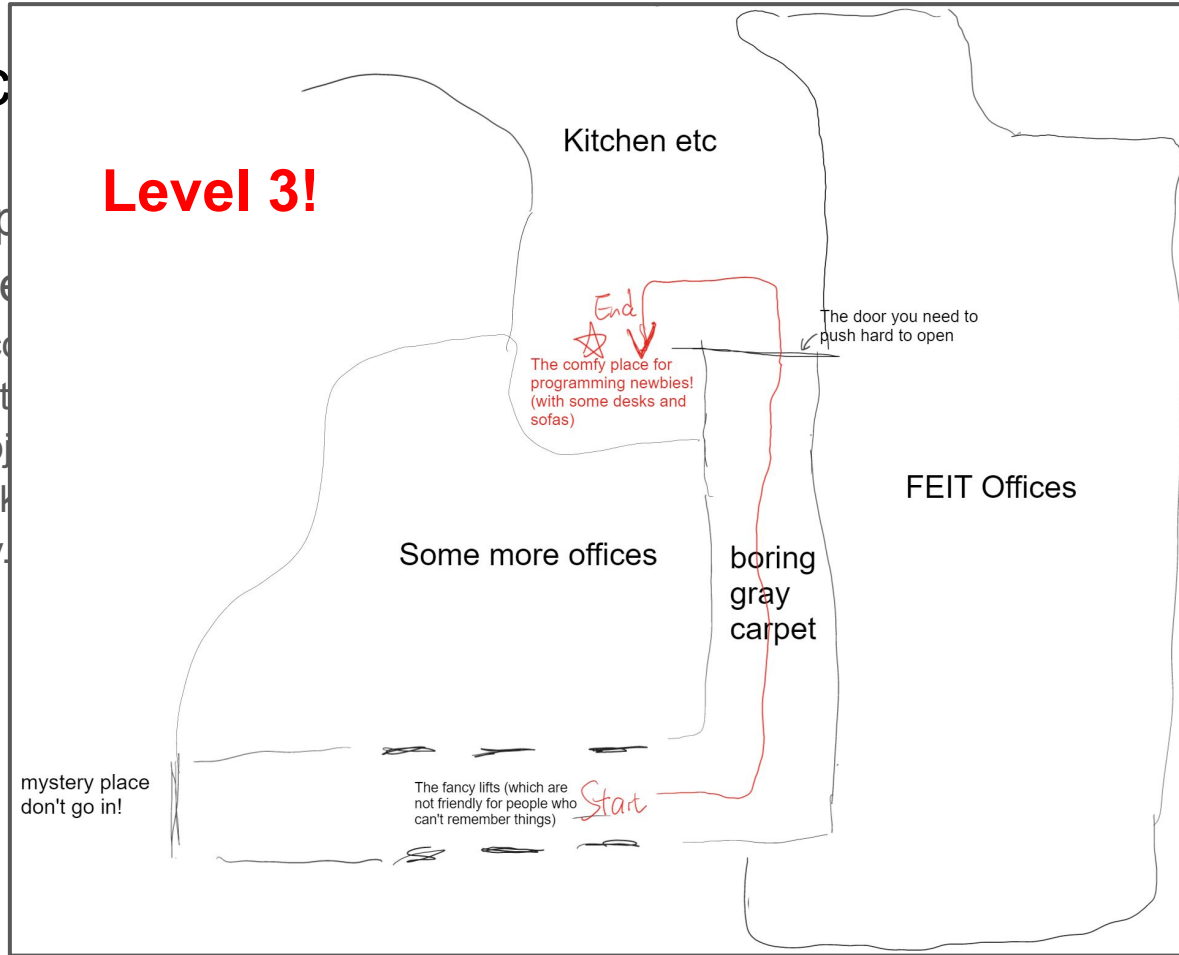 Kitchen etc
Level 3!
End
The door you need to
push hard to open
The comfy place for
programming newbies!
(with some desks and
sofas)
FEIT Offices
Some more offices
boring
gray
carpet
mystery place
don't go in!
The fancy lifts (which are
not friendly for people who
can't remember things)
Start